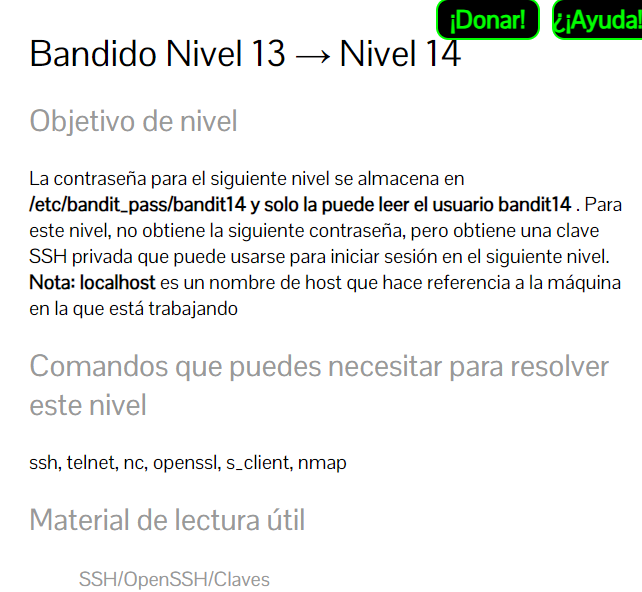 ¡Donar!
¿¡Ayuda!
Bandido Nivel 13 → Nivel 14
Objetivo de nivel
La contraseña para el siguiente nivel se almacena en
/etc/bandit_pass/bandit14 y solo la puede leer el usuario bandit14 . Para
este nivel, no obtiene la siguiente contraseña, pero obtiene una clave
SSH privada que puede usarse para iniciar sesión en el siguiente nivel.
Nota: localhost es un nombre de host que hace referencia a la máquina
en la que está trabajando
Comandos que puedes necesitar para resolver
este nivel
ssh, telnet, nc, openssl, s_client, nmap
Material de lectura útil
SSH/OpenSSH/Claves